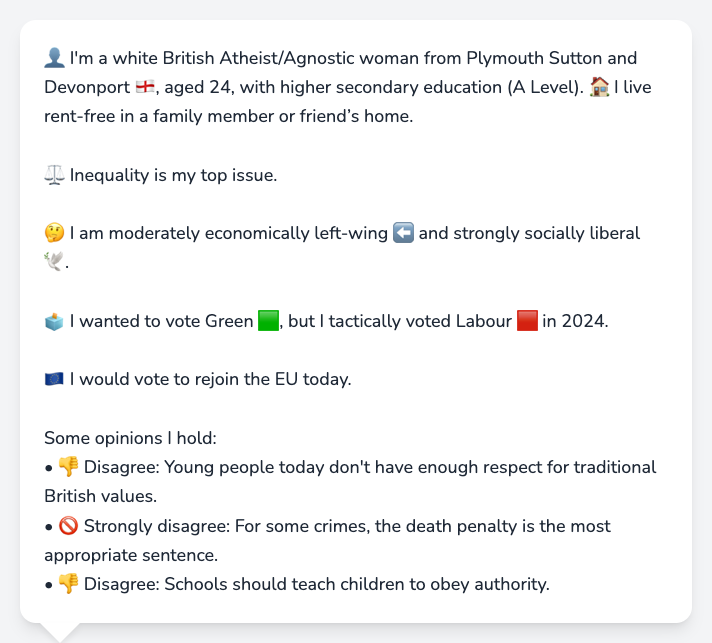 👤 I'm a white British Atheist/Agnostic woman from Plymouth Sutton and
Devonport 🏴󠁧󠁢󠁥󠁮󠁧󠁿, aged 24, with higher secondary education (A Level). 🏠 I live
rent-free in a family member or friend’s home.
⚖️ Inequality is my top issue.
🤔 I am moderately economically left-wing ⬅️ and strongly socially liberal
🕊️.
🗳️ I wanted to vote Green 🟩, but I tactically voted Labour 🟥 in 2024.
🇪🇺 I would vote to rejoin the EU today.
Some opinions I hold:
• 👎 Disagree: Young people today don't have enough respect for traditional
British values.
• 🚫 Strongly disagree: For some crimes, the death penalty is the most
appropriate sentence.
• 👎 Disagree: Schools should teach children to obey authority.